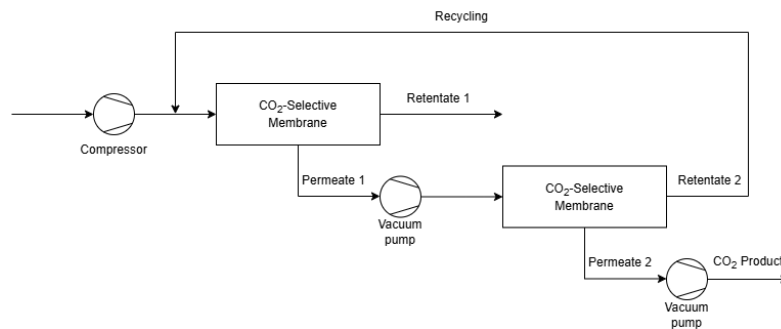 Recycling
CO₂-Selective
Membrane
Retentate 1
Compressor
Permeate 1
CO₂-Selective
Membrane
Retentate 2
Vacuum
pump
Permeate 2
CO₂ Product
Vacuum
pump